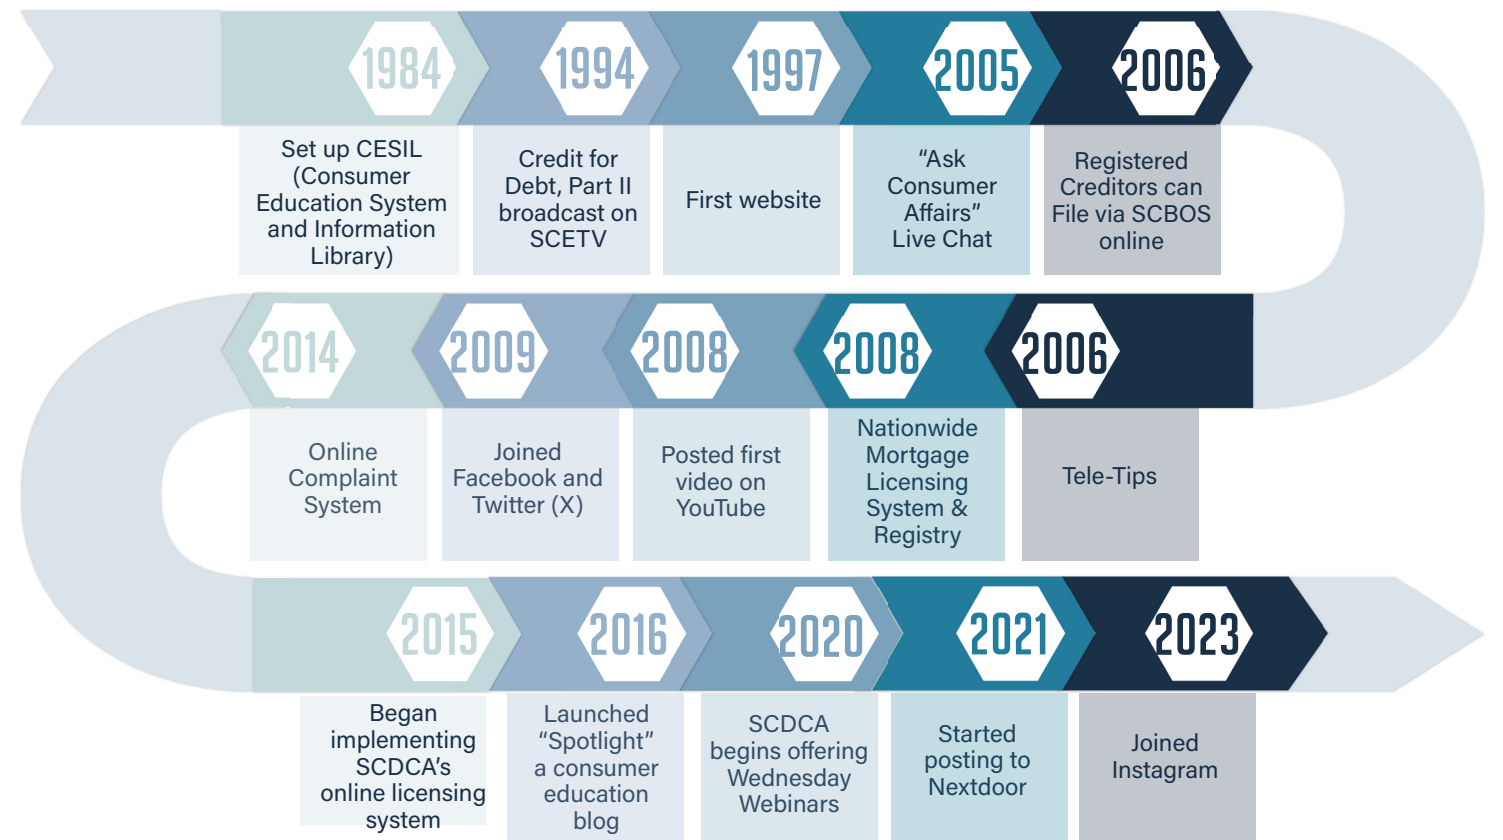 1984
Set up CESIL
(Consumer
Education System
and Information
Library)
1994
Credit for
Debt, Part II
broadcast on
SCETV
1997
First website
2005
“Ask
Consumer
Affairs”
Live Chat
2006
Registered
Creditors can
File via SCBOS
online
2006
Tele-Tips
2008
Nationwide
Mortgage
Licensing
System &
Registry
2008
Posted first
video on
YouTube
2009
Joined
Facebook and
Twitter (X)
2014
Online
Complaint
System
2015
Began
implementing
SCDCA’s
online licensing
system
2016
Launched
“Spotlight”
a consumer
education
blog
2020
SCDCA
begins offering
Wednesday
Webinars
2021
Started
posting to
Nextdoor
2023
Joined
Instagram